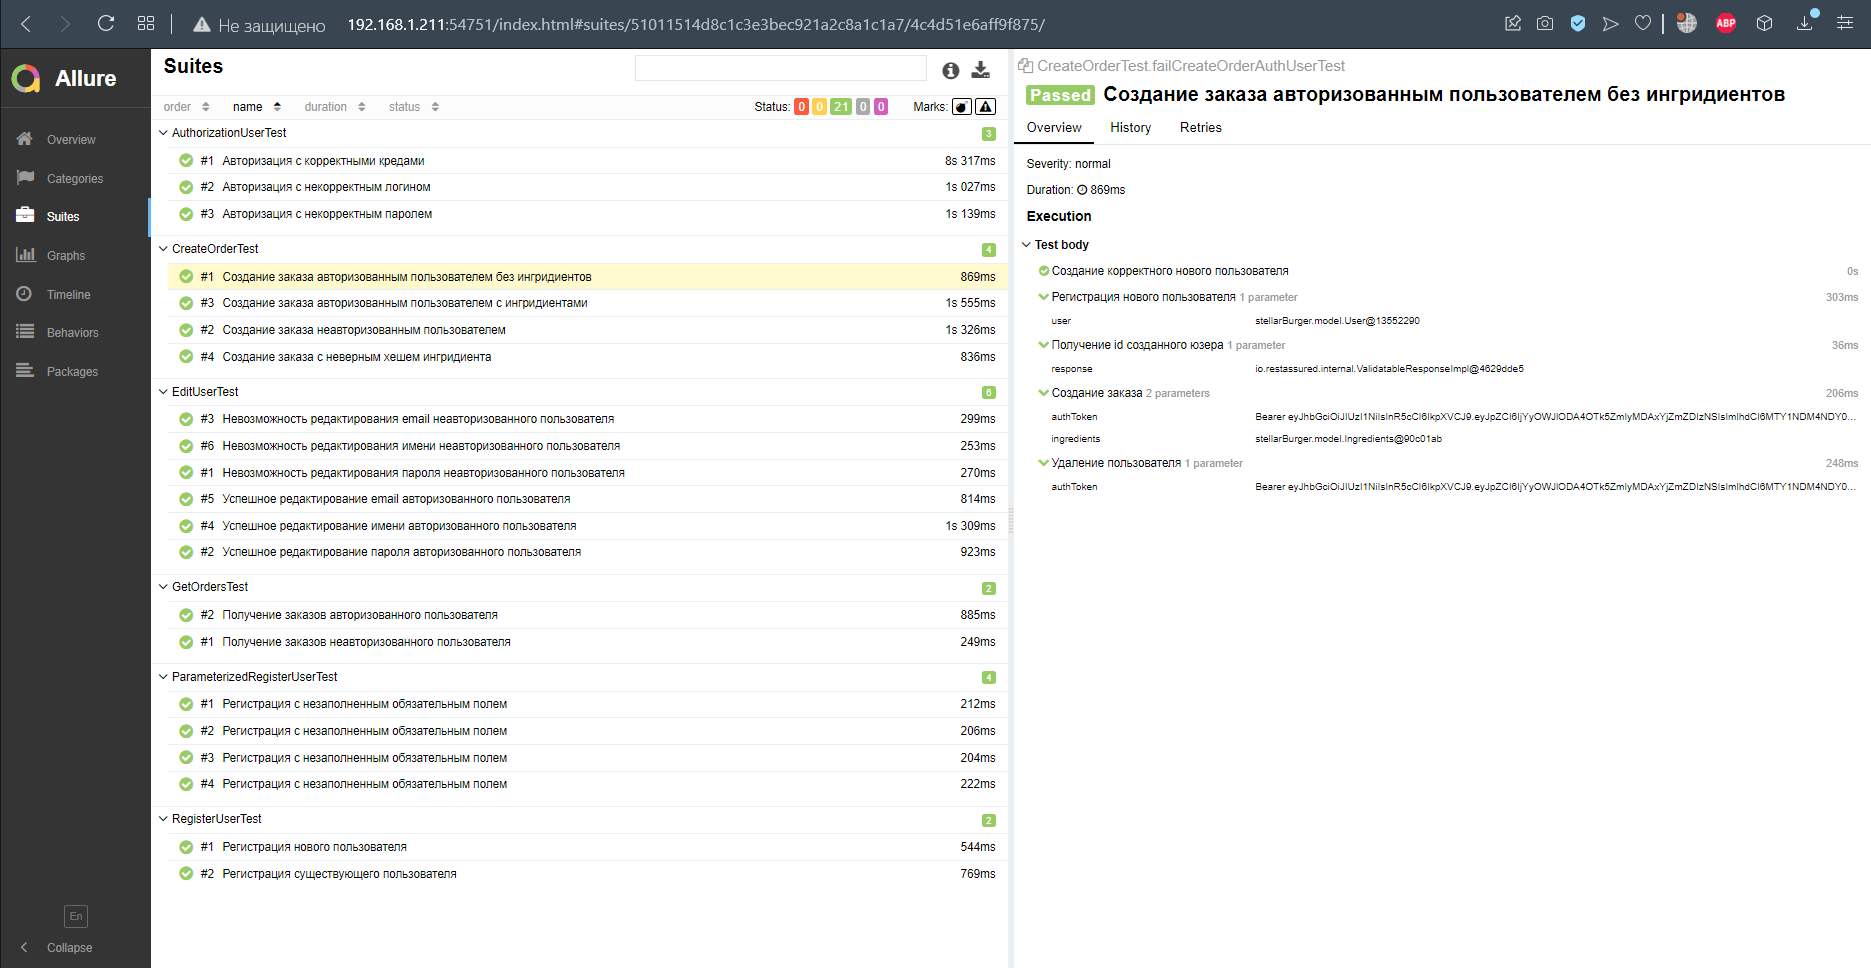 Не защищено 192.168.1.211:54751/index.html#suites/51011514d8c1c3e3bec921a2c8a1c1a7/4c4d51e6aff9f875/
ABP
Allure
Overview
Categories
Suites
Graphs
Timeline
Behaviors
Packages
En
Collapse
Suites
order name duration status Status: 0 0 21 0 0 Marks:
AuthorizationUserTest 3
#1 Авторизация с корректными кредами 8s 317ms
#2 Авторизация с некорректным логином 1s 027ms
#3 Авторизация с некорректным паролем 1s 139ms
CreateOrderTest 4
#1 Создание заказа авторизованным пользователем без ингридиентов 869ms
#3 Создание заказа авторизованным пользователем с ингридиентами 1s 555ms
#2 Создание заказа неавторизованным пользователем 1s 326ms
#4 Создание заказа с неверным хешем ингридиента 836ms
EditUserTest 6
#3 Невозможность редактирования email неавторизованного пользователя 299ms
#6 Невозможность редактирования имени неавторизованного пользователя 253ms
#1 Невозможность редактирования пароля неавторизованного пользователя 270ms
#5 Успешное редактирование email авторизованного пользователя 814ms
#4 Успешное редактирование имени авторизованного пользователя 1s 309ms
#2 Успешное редактирование пароля авторизованного пользователя 923ms
GetOrdersTest 2
#2 Получение заказов авторизованного пользователя 885ms
#1 Получение заказов неавторизованного пользователя 249ms
ParameterizedRegisterUserTest 4
#1 Регистрация с незаполненным обязательным полем 212ms
#2 Регистрация с незаполненным обязательным полем 206ms
#3 Регистрация с незаполненным обязательным полем 204ms
#4 Регистрация с незаполненным обязательным полем 222ms
RegisterUserTest 2
#1 Регистрация нового пользователя 544ms
#2 Регистрация существующего пользователя 769ms
CreateOrderTest.failCreateOrderAuthUserTest
Passed Создание заказа авторизованным пользователем без ингридиентов
Overview History Retries
Severity: normal
Duration: 869ms
Execution
Test body
Создание корректного нового пользователя 0s
Регистрация нового пользователя 1 parameter 303ms
user stellarBurger.model.User@13552290
Получение id созданного юзера 1 parameter 36ms
response io.restassured.internal.ValidatableResponseImpl@4629dde5
Создание заказа 2 parameters 206ms
authToken Bearer
ingredients stellarBurger.model.Ingredients@90c01ab
Удаление пользователя 1 parameter 248ms
authToken Bearer